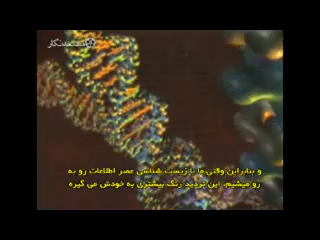 مستندنگار
و بنابراین وقتی ما با زیست شناسی عصر اطلاعات رو به
رو میشیم، این تردید رنگ بیشتری به خودش می گیره